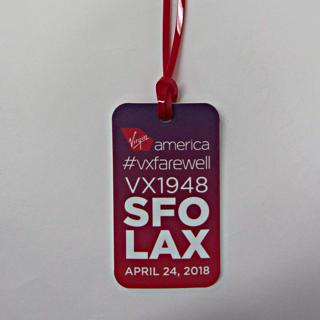 Virgin america
#vxfarewell
VX1948
SFO
LAX
APRIL 24, 2018